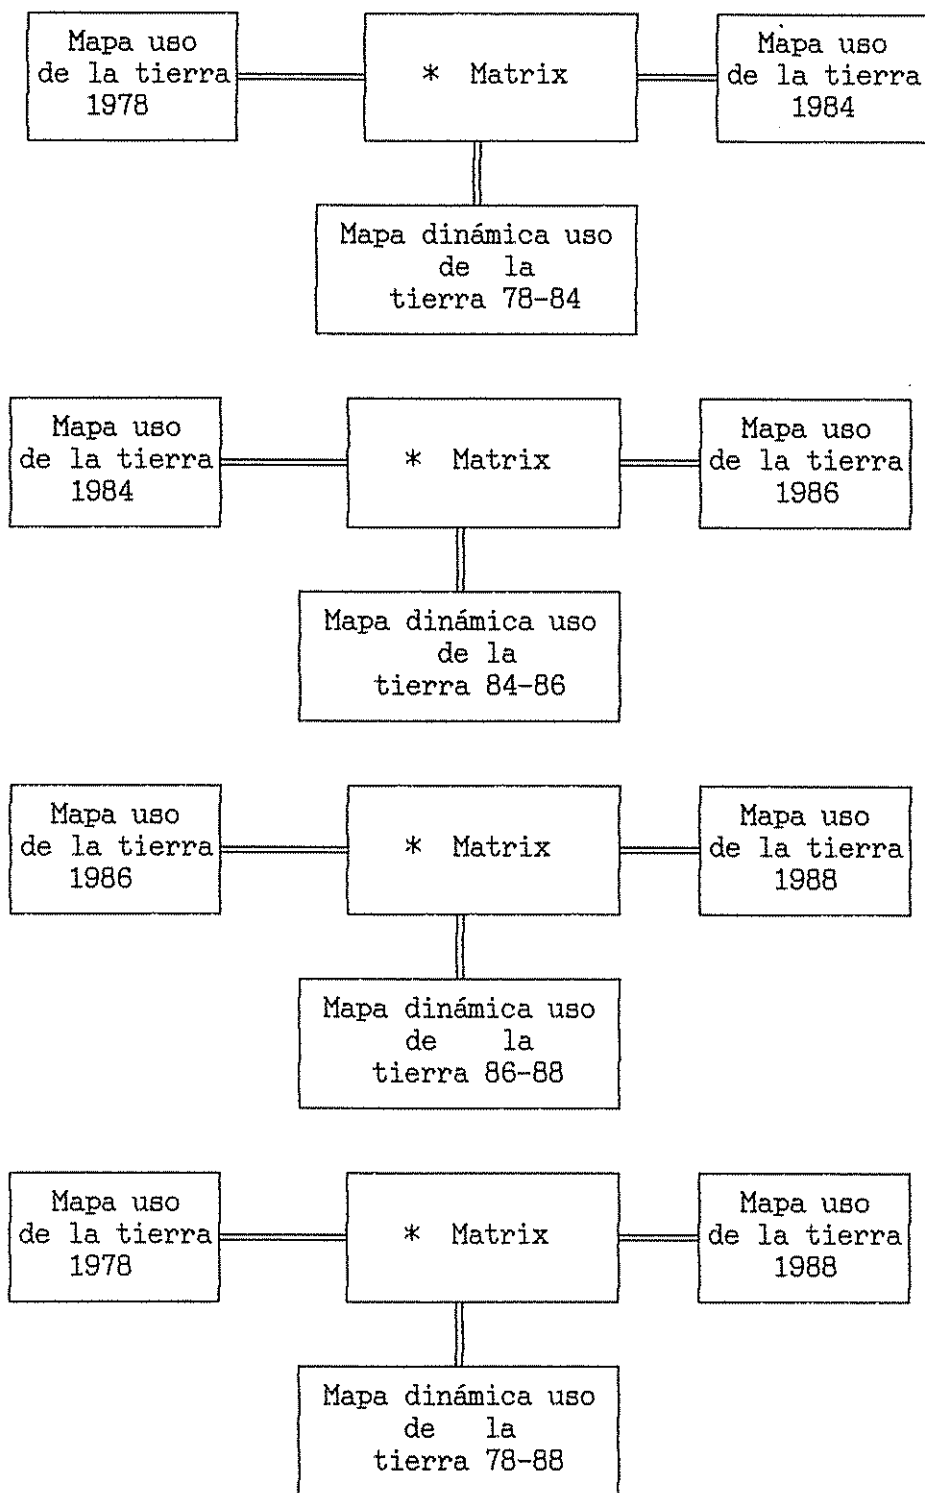 Mapa uso
de la tierra
1978
* Matrix
Mapa uso
de la tierra
1984
Mapa dinámica uso
de la
tierra 78-84
Mapa uso
de la tierra
1984
* Matrix
Mapa uso
de la tierra
1986
Mapa dinámica uso
de la
tierra 84-86
Mapa uso
de la tierra
1986
* Matrix
Mapa uso
de la tierra
1988
Mapa dinámica uso
de la
tierra 86-88
Mapa uso
de la tierra
1978
* Matrix
Mapa uso
de la tierra
1988
Mapa dinámica uso
de la
tierra 78-88